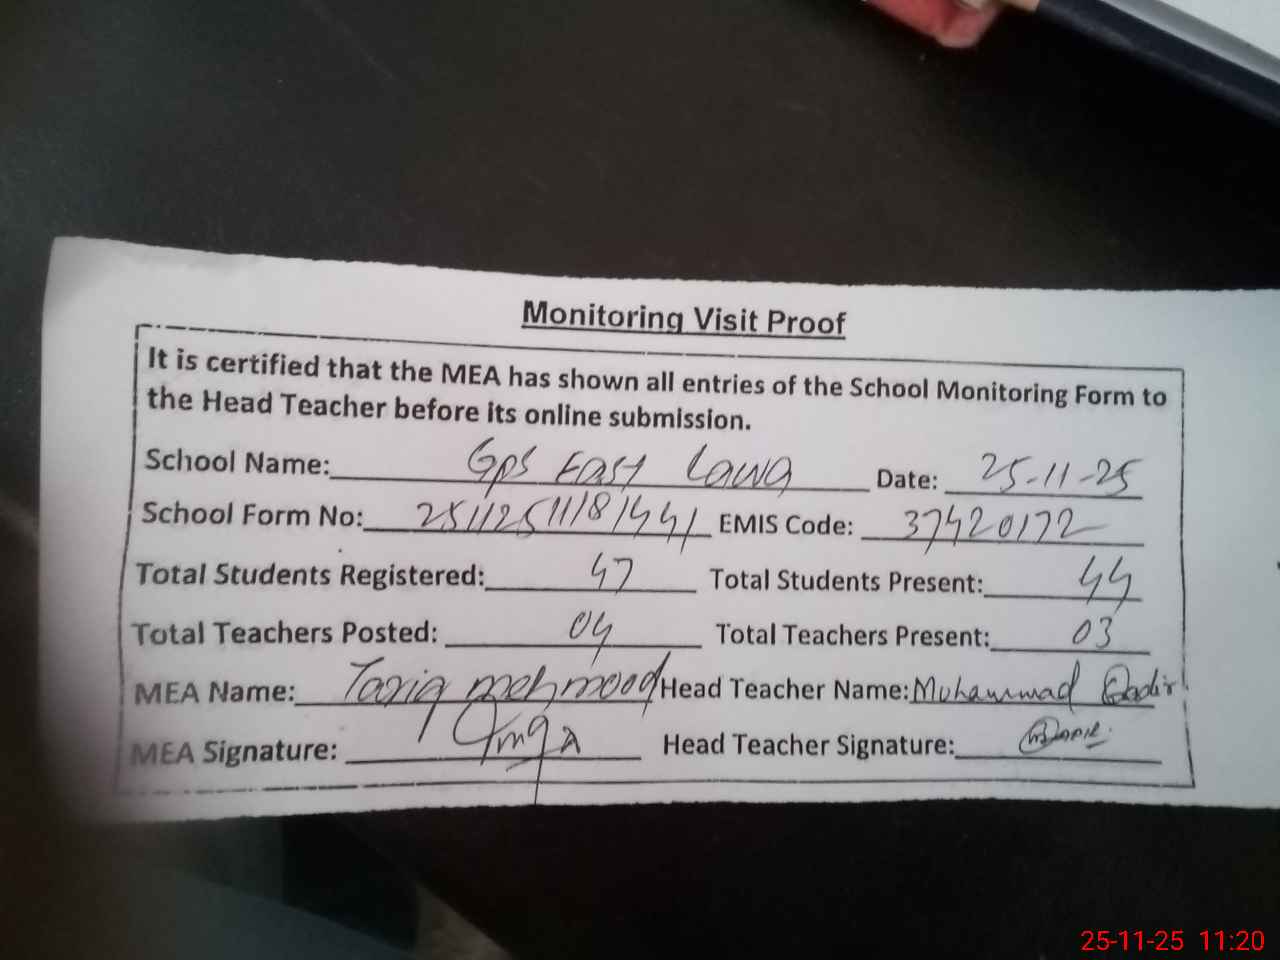 Monitoring Visit Proof
It is certified that the MEA has shown all entries of the School Monitoring Form to
the Head Teacher before its online submission.
School Name: Gps East Lawa Date: 25-11-25
School Form No: EMIS Code: 37420172
Total Students Registered: 47 Total Students Present: 44
Total Teachers Posted: 04 Total Teachers Present: 03
MEA Name: Tariq mehmood Head Teacher Name: Muhammad Qadir
MEA Signature: Head Teacher Signature:
25-11-25 11:20